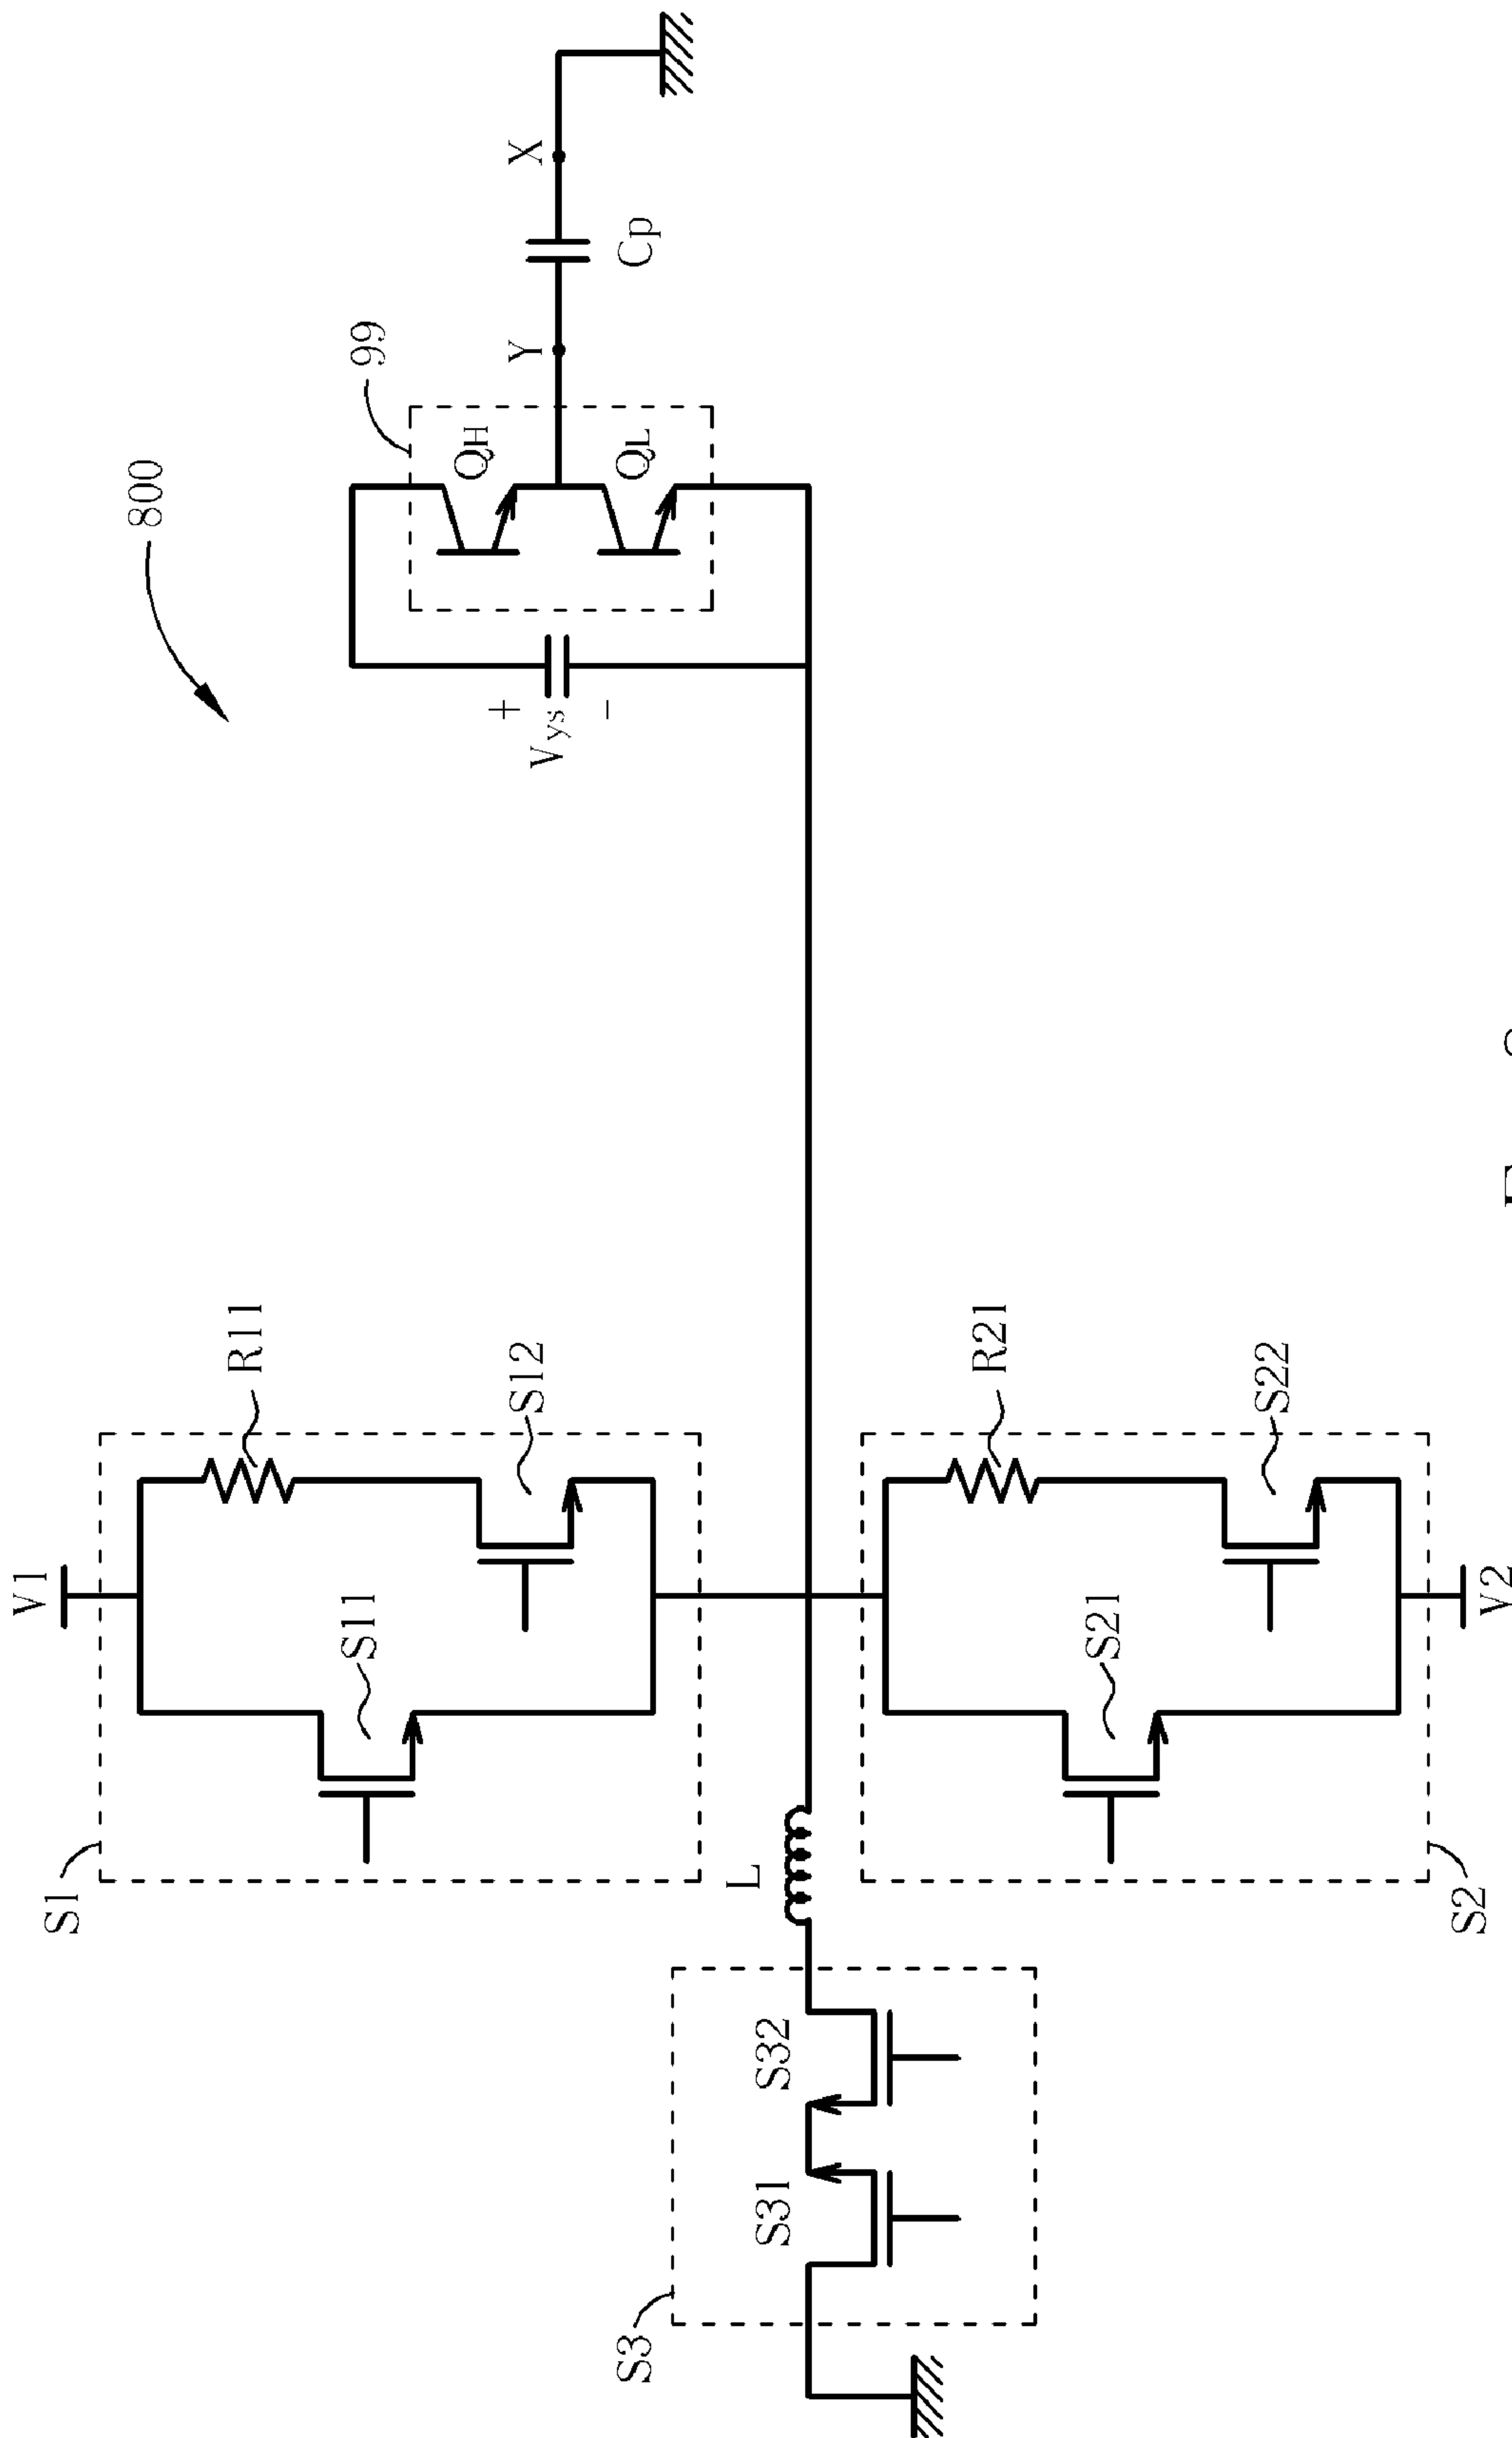 V1
S1
800
R11
S11
99
S12
QH
Y
X
+
Vys
-
Cp
QL
S3
L
S31
S32
R21
S21
S22
S2
V2